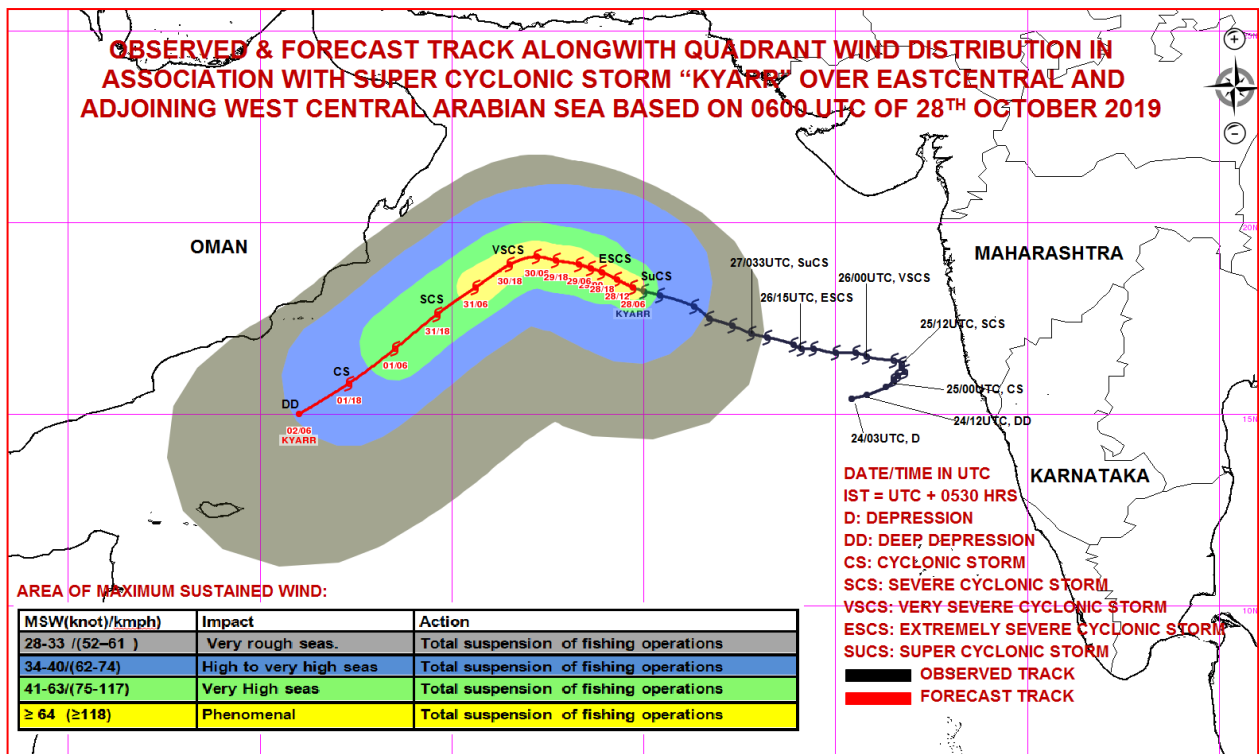 OBSERVED & FORECAST TRACK ALONGWITH QUADRANT WIND DISTRIBUTION IN
ASSOCIATION WITH SUPER CYCLONIC STORM “KYARR” OVER EASTCENTRAL AND
ADJOINING WEST CENTRAL ARABIAN SEA BASED ON 0600 UTC OF 28TH OCTOBER 2019
25N
20N
15N
10N
OMAN
MAHARASHTRA
KARNATAKA
VSCS
ESCS
SuCS
SCS
CS
DD
30/06
30/18
29/18
29/06
28/18
28/12
28/06
KYARR
31/06
31/18
01/06
01/18
02/06
KYARR
27/033UTC, SuCS
26/00UTC, VSCS
26/15UTC, ESCS
25/12UTC, SCS
25/00UTC, CS
24/12UTC, DD
24/03UTC, D
DATE/TIME IN UTC
IST = UTC + 0530 HRS
D: DEPRESSION
DD: DEEP DEPRESSION
CS: CYCLONIC STORM
SCS: SEVERE CYCLONIC STORM
VSCS: VERY SEVERE CYCLONIC STORM
ESCS: EXTREMELY SEVERE CYCLONIC STORM
SUCS: SUPER CYCLONIC STORM
OBSERVED TRACK
FORECAST TRACK
AREA OF MAXIMUM SUSTAINED WIND:
MSW(knot)/kmph) Impact Action
28-33 /(52–61 ) Very rough seas. Total suspension of fishing operations
34-40/(62-74) High to very high seas Total suspension of fishing operations
41-63/(75-117) Very High seas Total suspension of fishing operations
≥ 64 (≥118) Phenomenal Total suspension of fishing operations